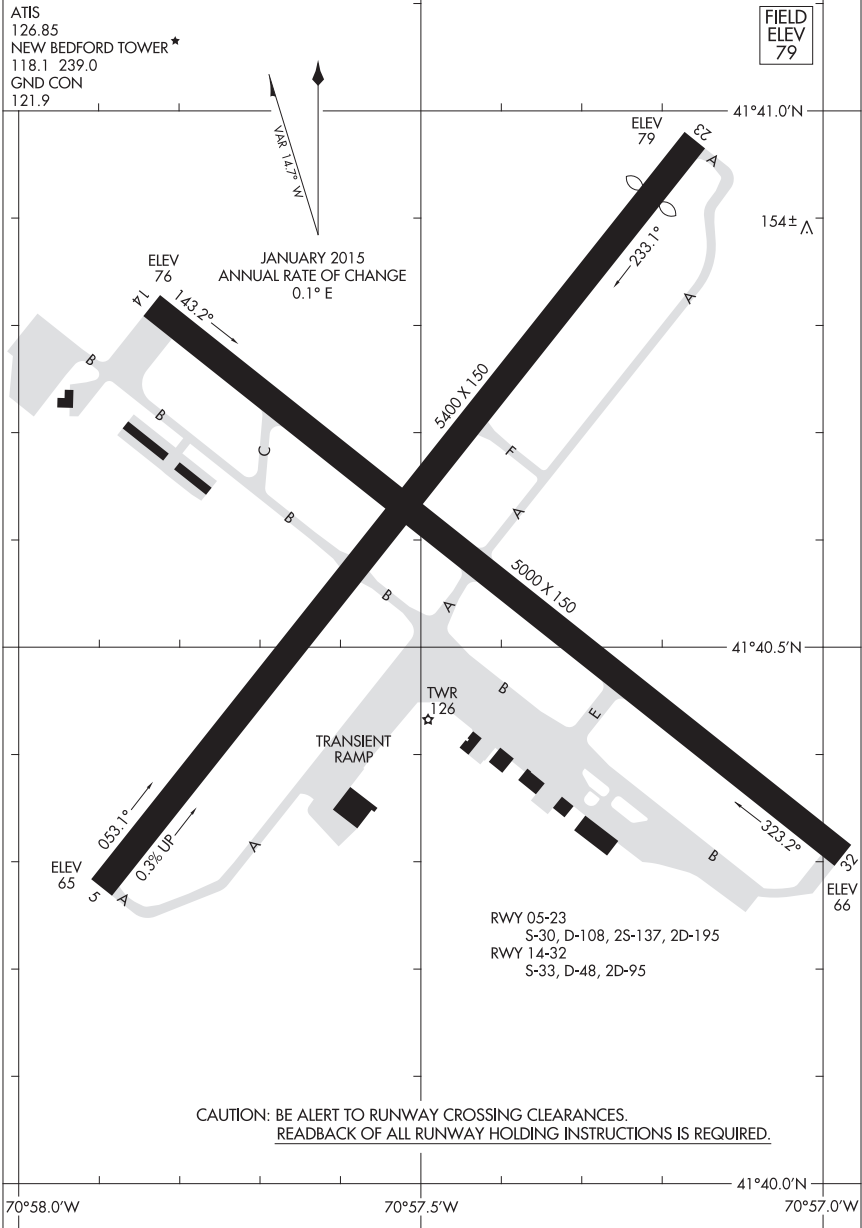 ATIS
126.85
NEW BEDFORD TOWER★
118.1 239.0
GND CON
121.9
FIELD
ELEV
79
VAR 14.7° W
JANUARY 2015
ANNUAL RATE OF CHANGE
0.1° E
41°41.0'N
ELEV
79
23
A
154±
233.1°
A
ELEV
76
14
143.2°
B
B
5400 X 150
C
F
B
A
B
A
5000 X 150
41°40.5'N
B
E
TWR
126
TRANSIENT
RAMP
053.1°
0.3% UP
A
323.2°
B
32
ELEV
65
5
A
ELEV
66
RWY 05-23
S-30, D-108, 2S-137, 2D-195
RWY 14-32
S-33, D-48, 2D-95
CAUTION: BE ALERT TO RUNWAY CROSSING CLEARANCES.
READBACK OF ALL RUNWAY HOLDING INSTRUCTIONS IS REQUIRED.
41°40.0'N
70°58.0'W
70°57.5'W
70°57.0'W